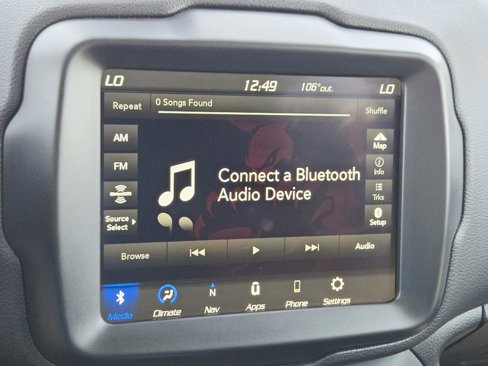 LO 12:49 106°out. LO
Repeat 0 Songs Found Shuffle
AM
FM
SiriusXM
Source
Select
Connect a Bluetooth
Audio Device
Map
Info
Trks
Setup
Browse Audio
Media Climate N Nav Apps Phone Settings